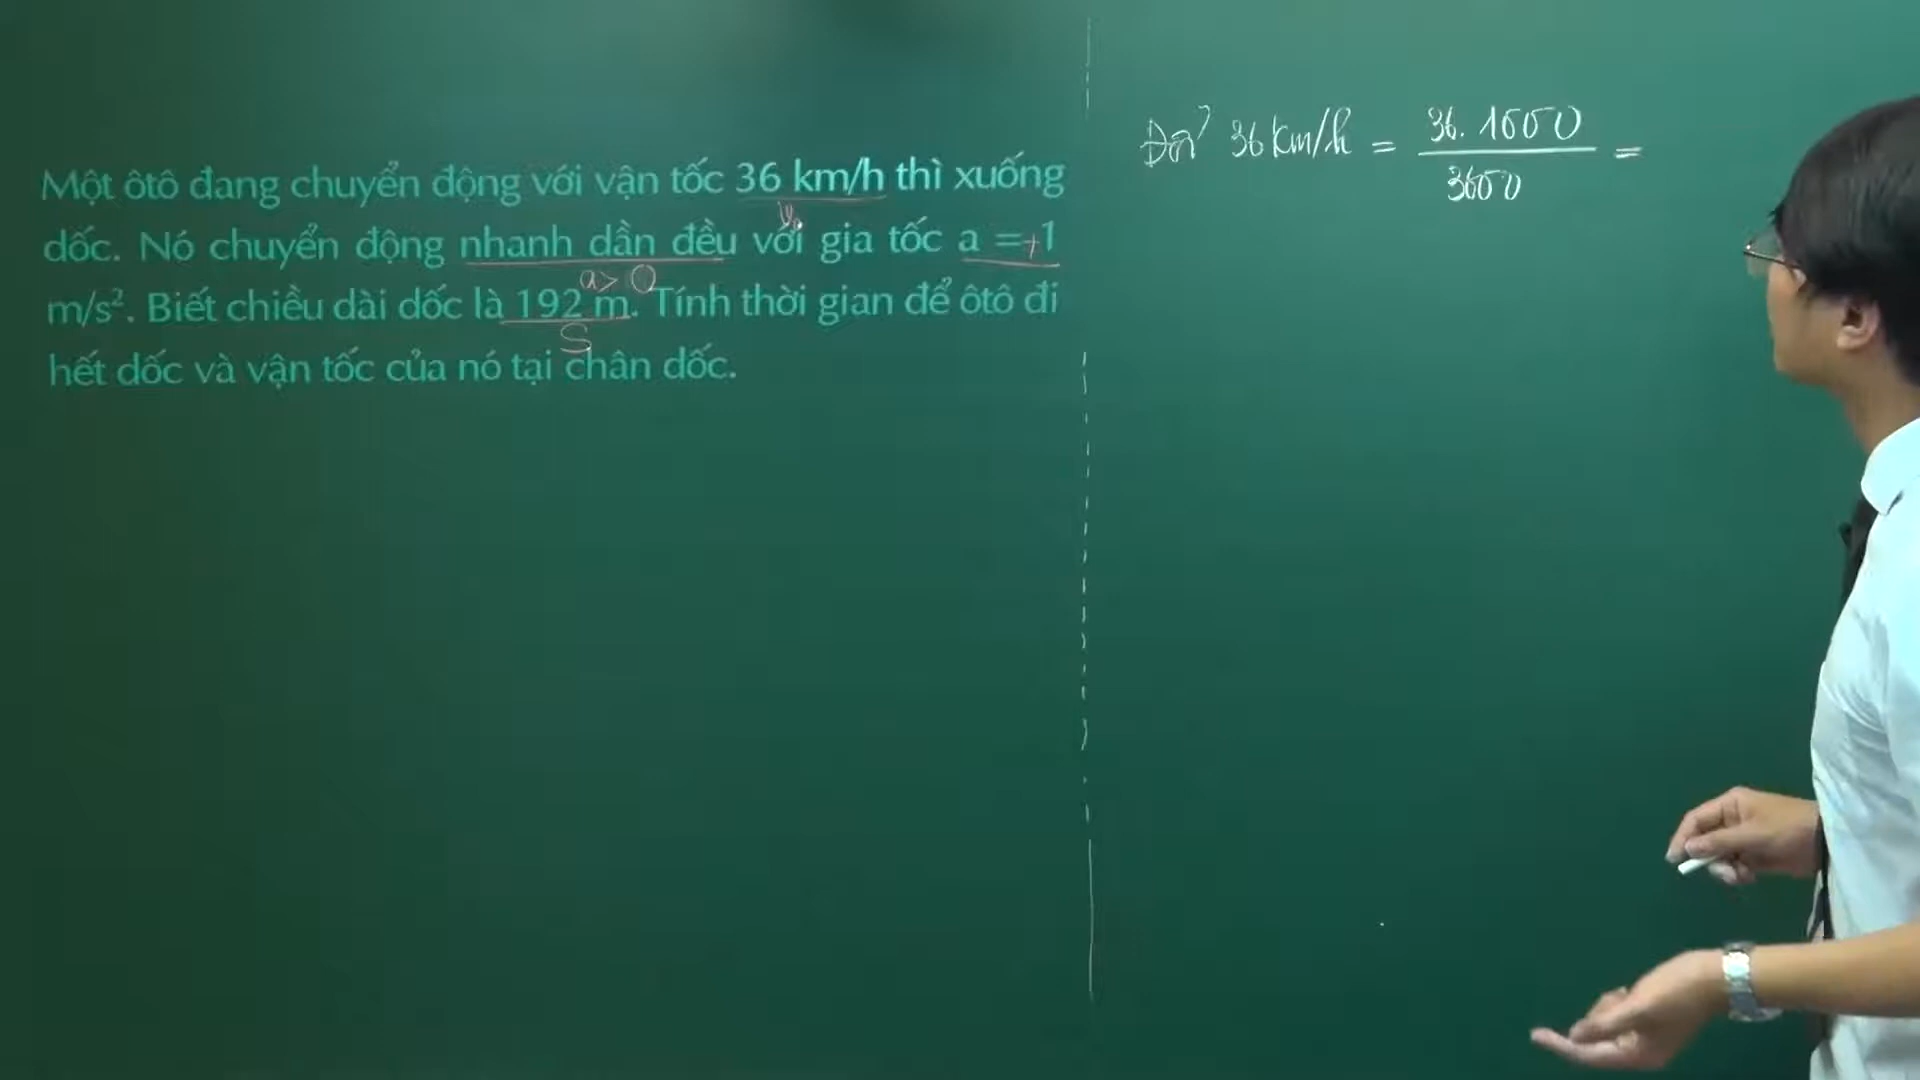 Một ôtô đang chuyển động với vận tốc 36 km/h thì xuống
v₀
dốc. Nó chuyển động nhanh dần đều với gia tốc a = +1
a > 0
m/s². Biết chiều dài dốc là 192 m. Tính thời gian để ôtô đi
S
hết dốc và vận tốc của nó tại chân dốc.
Đổi 36 km/h = 36. 1000 / 3600 =